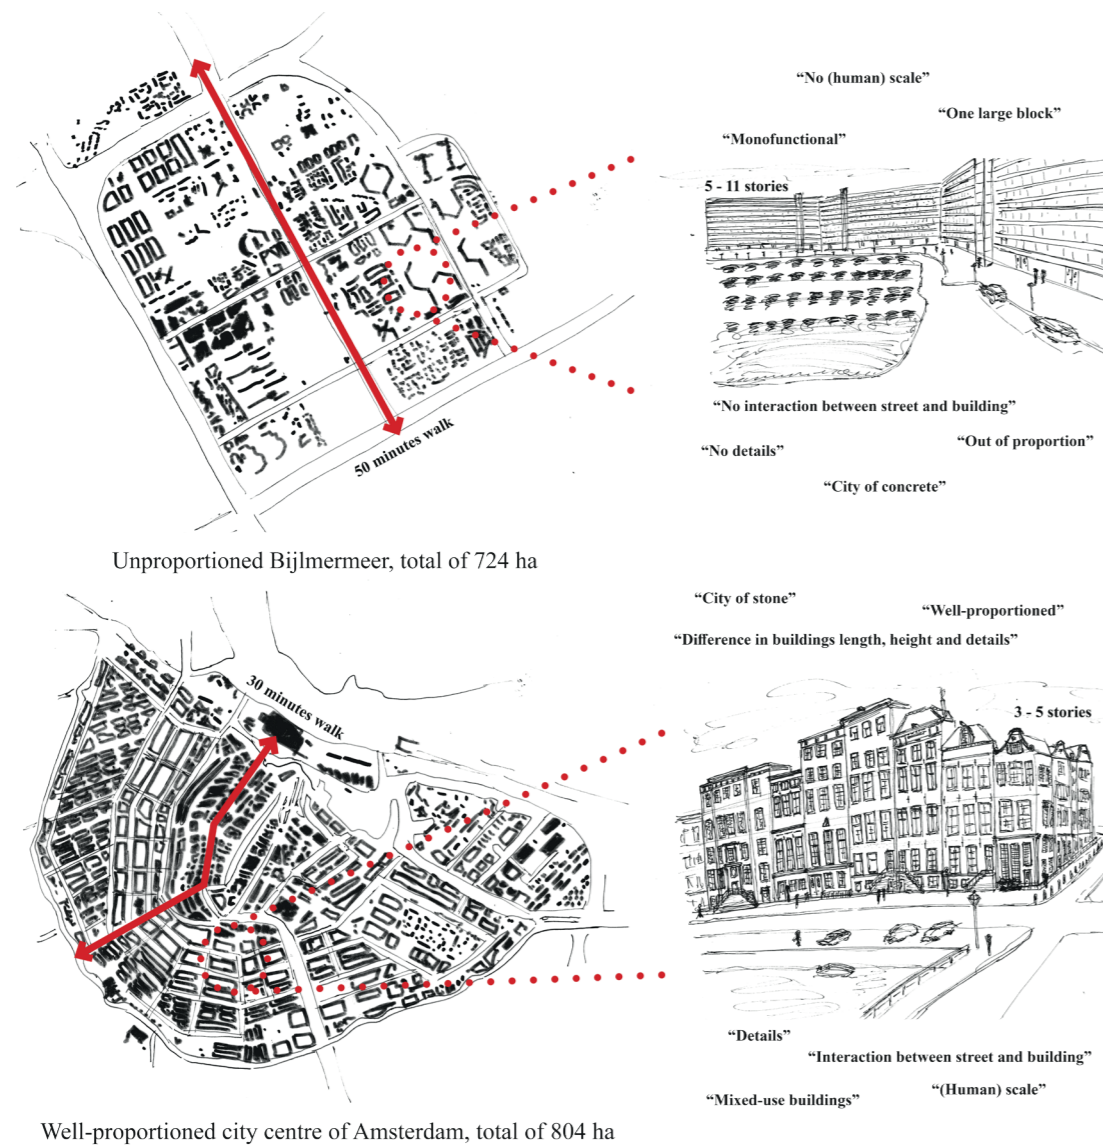 “No (human) scale”
“One large block”
“Monofunctional”
5 - 11 stories
“No interaction between street and building”
“Out of proportion”
“No details”
“City of concrete”
50 minutes walk
Unproportioned Bijlmermeer, total of 724 ha
“City of stone”
“Well-proportioned”
“Difference in buildings length, height and details”
30 minutes walk
3 - 5 stories
“Details”
“Interaction between street and building”
“(Human) scale”
“Mixed-use buildings”
Well-proportioned city centre of Amsterdam, total of 804 ha